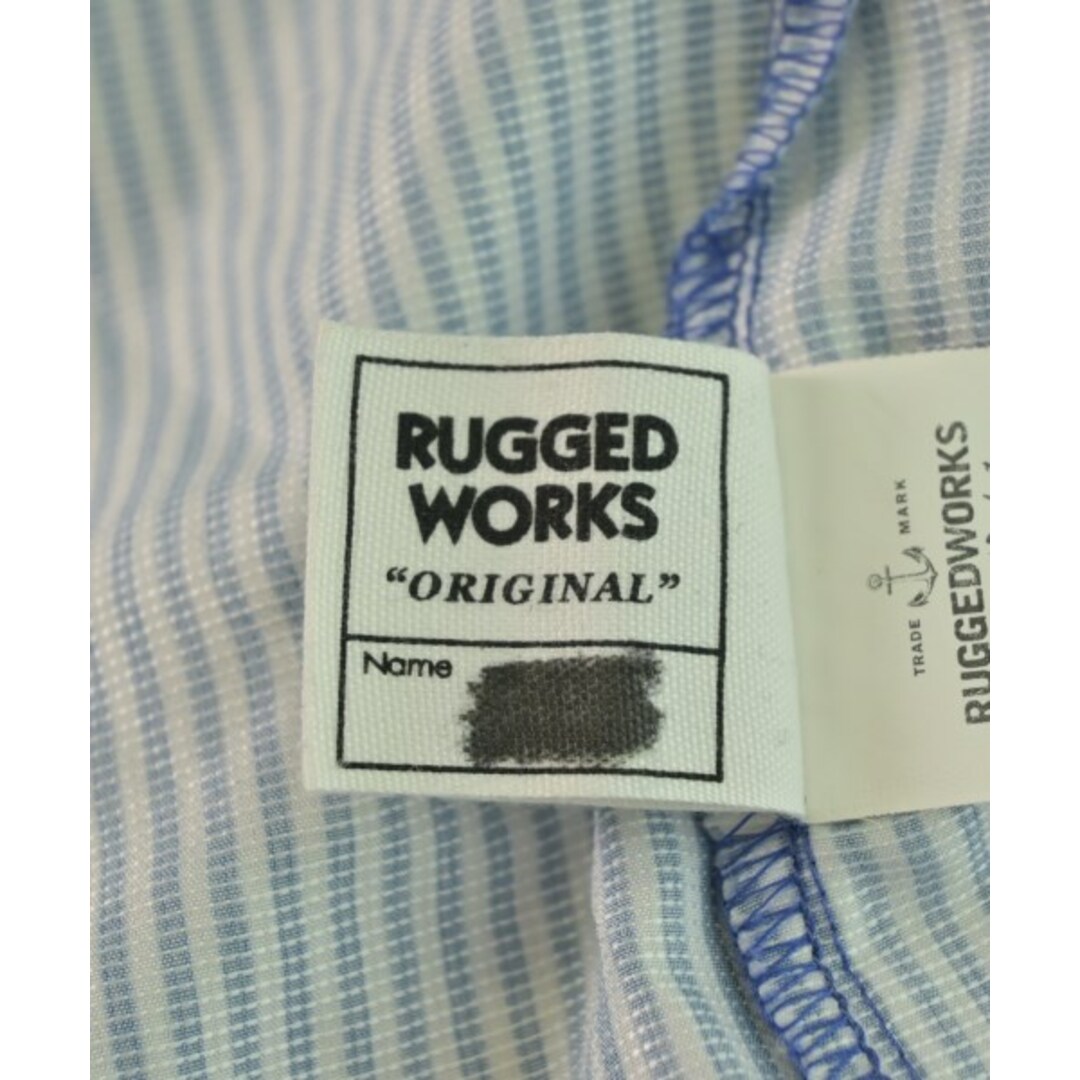 RUGGED
WORKS
“ORIGINAL”
Name
TRADE MARK
RUGGEDWORKS